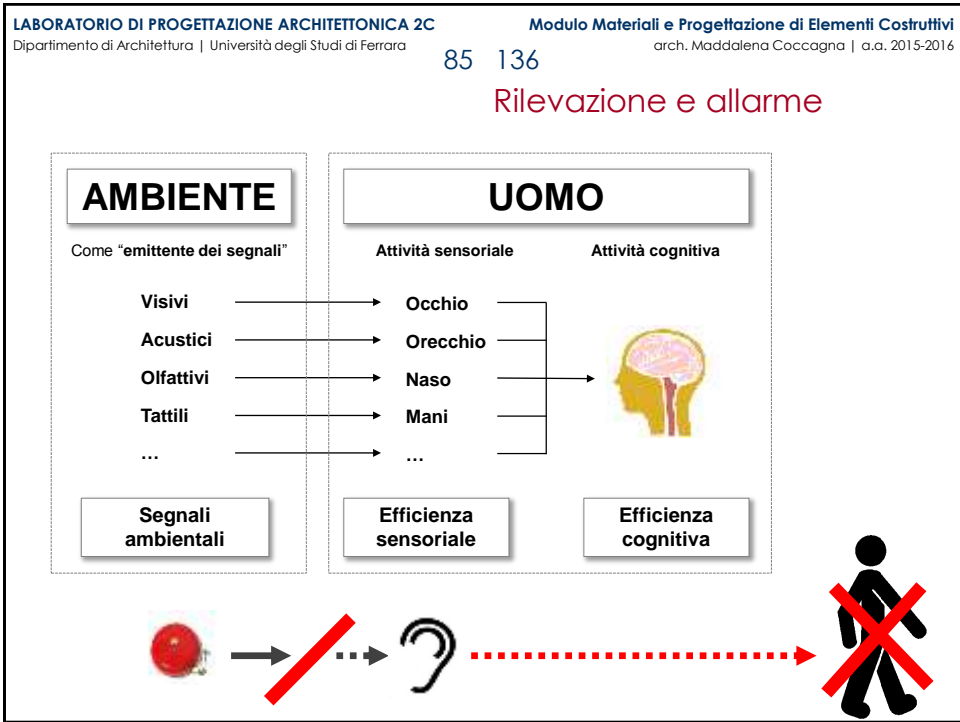 LABORATORIO DI PROGETTAZIONE ARCHITETTONICA 2C
Dipartimento di Architettura | Università degli Studi di Ferrara
Modulo Materiali e Progettazione di Elementi Costruttivi
arch. Maddalena Coccagna | a.a. 2015-2016
85 136
Rilevazione e allarme
AMBIENTE
Come “emittente dei segnali”
Visivi
Acustici
Olfattivi
Tattili
…
Segnali
ambientali
UOMO
Attività sensoriale
Attività cognitiva
Occhio
Orecchio
Naso
Mani
…
Efficienza
sensoriale
Efficienza
cognitiva